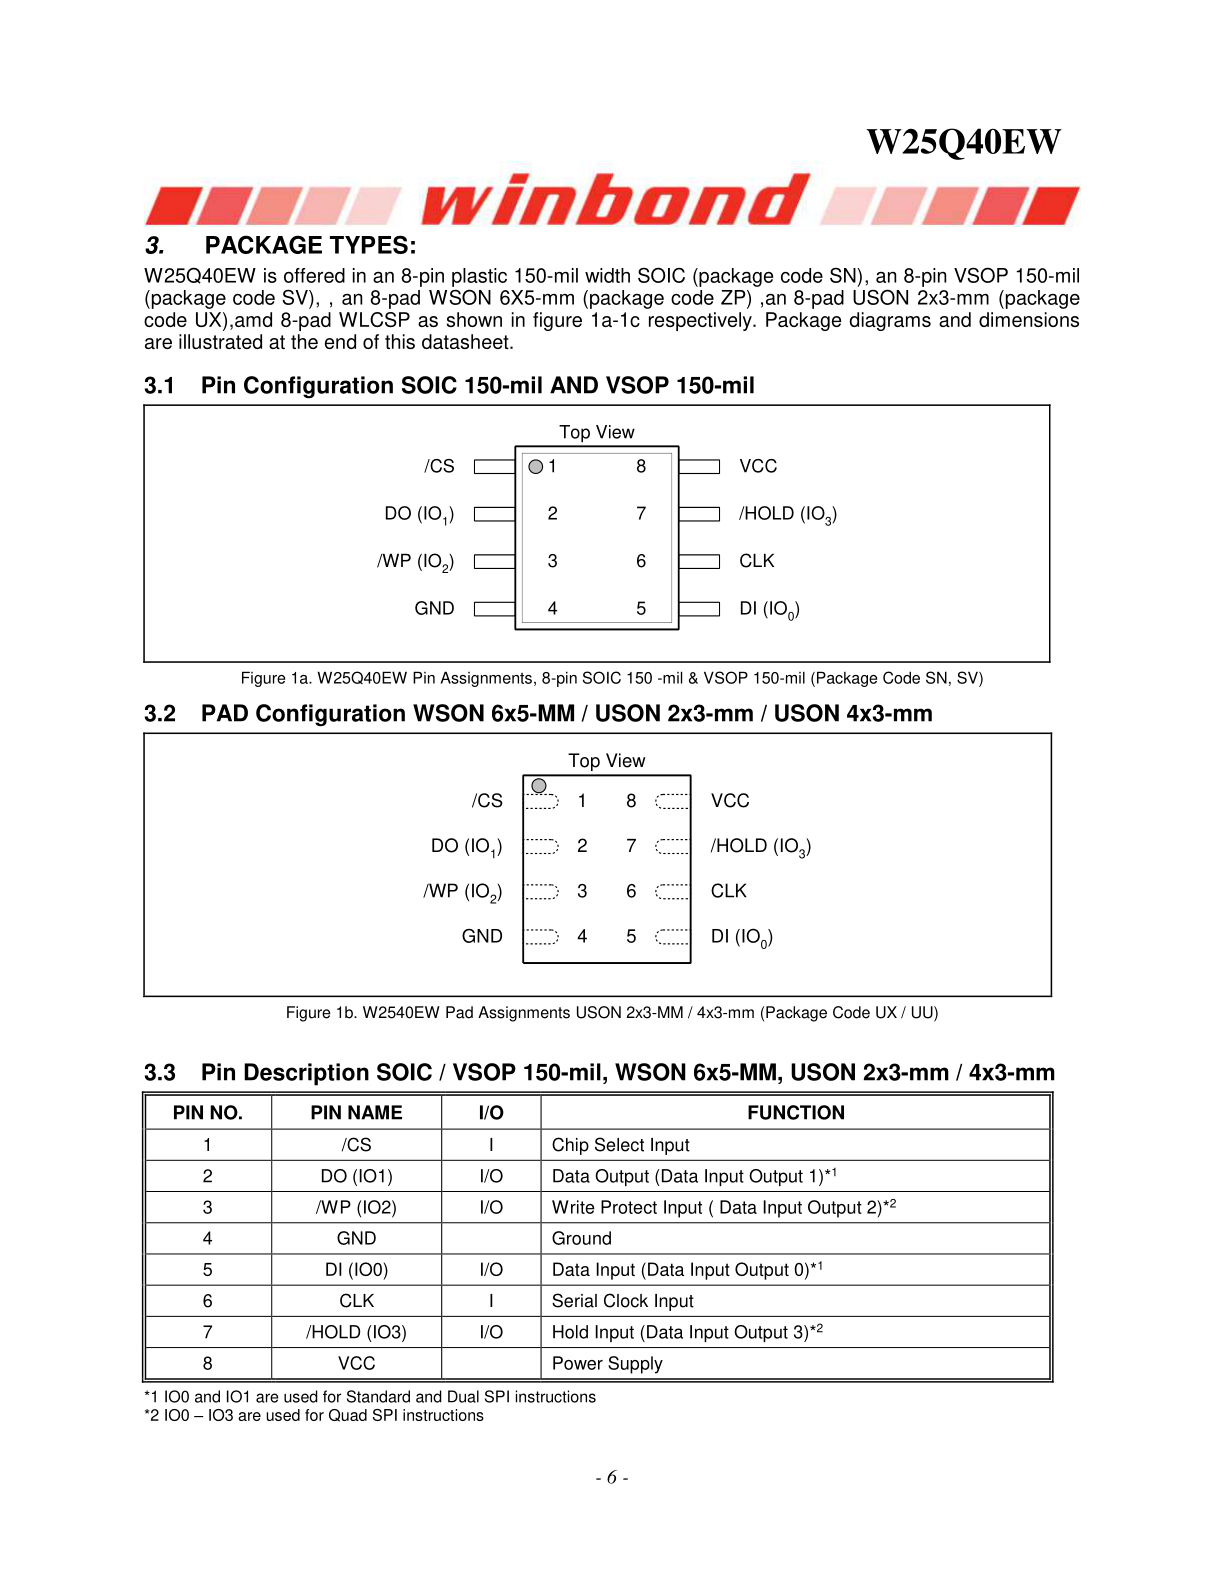 W25Q40EW
winbond
3. PACKAGE TYPES:
W25Q40EW is offered in an 8-pin plastic 150-mil width SOIC (package code SN), an 8-pin VSOP 150-mil
(package code SV), , an 8-pad WSON 6X5-mm (package code ZP) ,an 8-pad USON 2x3-mm (package
code UX),amd 8-pad WLCSP as shown in figure 1a-1c respectively. Package diagrams and dimensions
are illustrated at the end of this datasheet.
3.1 Pin Configuration SOIC 150-mil AND VSOP 150-mil
Top View
/CS 1 8 VCC
DO (IO1) 2 7 /HOLD (IO3)
/WP (IO2) 3 6 CLK
GND 4 5 DI (IO0)
Figure 1a. W25Q40EW Pin Assignments, 8-pin SOIC 150 -mil & VSOP 150-mil (Package Code SN, SV)
3.2 PAD Configuration WSON 6x5-MM / USON 2x3-mm / USON 4x3-mm
Top View
/CS 1 8 VCC
DO (IO1) 2 7 /HOLD (IO3)
/WP (IO2) 3 6 CLK
GND 4 5 DI (IO0)
Figure 1b. W2540EW Pad Assignments USON 2x3-MM / 4x3-mm (Package Code UX / UU)
3.3 Pin Description SOIC / VSOP 150-mil, WSON 6x5-MM, USON 2x3-mm / 4x3-mm
PIN NO. PIN NAME I/O FUNCTION
1 /CS I Chip Select Input
2 DO (IO1) I/O Data Output (Data Input Output 1)*1
3 /WP (IO2) I/O Write Protect Input ( Data Input Output 2)*2
4 GND Ground
5 DI (IO0) I/O Data Input (Data Input Output 0)*1
6 CLK I Serial Clock Input
7 /HOLD (IO3) I/O Hold Input (Data Input Output 3)*2
8 VCC Power Supply
*1 IO0 and IO1 are used for Standard and Dual SPI instructions
*2 IO0 – IO3 are used for Quad SPI instructions
- 6 -